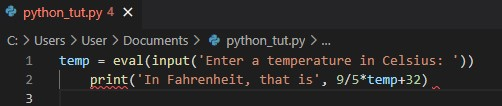 python_tut.py 4 ×
C: > Users > User > Documents > python_tut.py > ...
1 temp = eval(input('Enter a temperature in Celsius: '))
2     print('In Fahrenheit, that is', 9/5*temp+32)
3